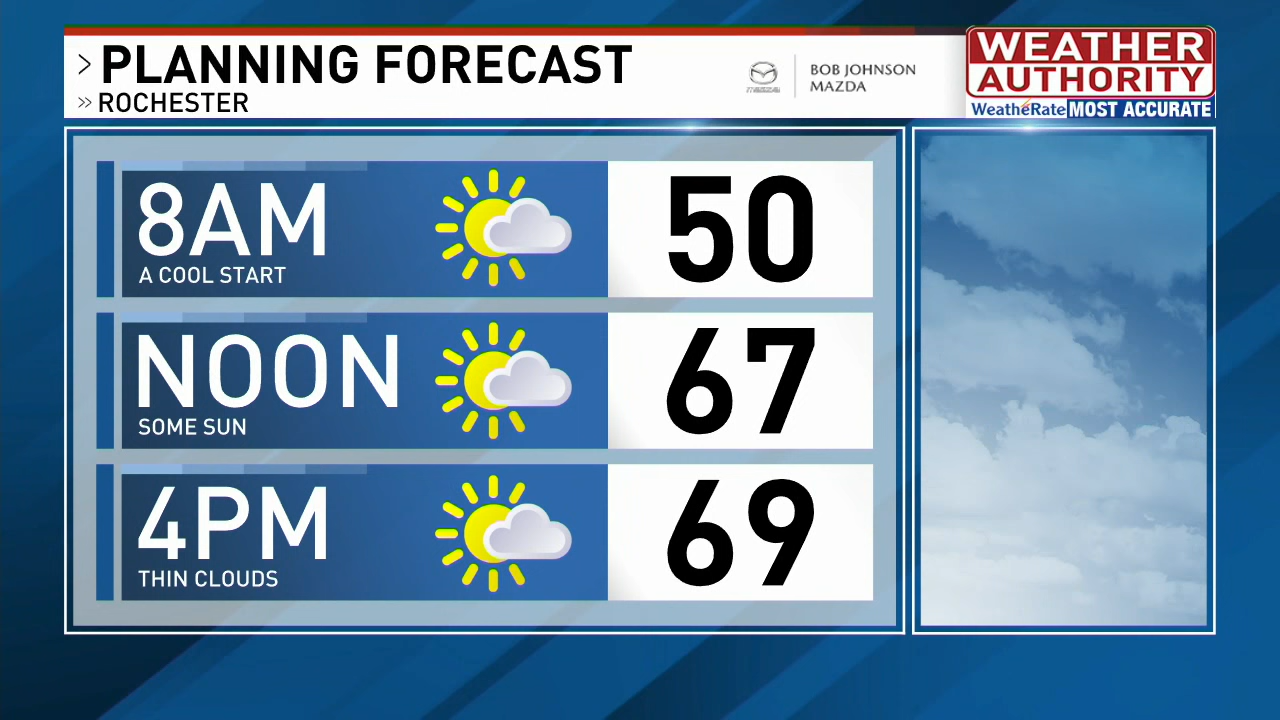 > PLANNING FORECAST
>> ROCHESTER
mazda
BOB JOHNSON
MAZDA
WEATHER
AUTHORITY
WeatheRate MOST ACCURATE
8AM
A COOL START
50
NOON
SOME SUN
67
4PM
THIN CLOUDS
69